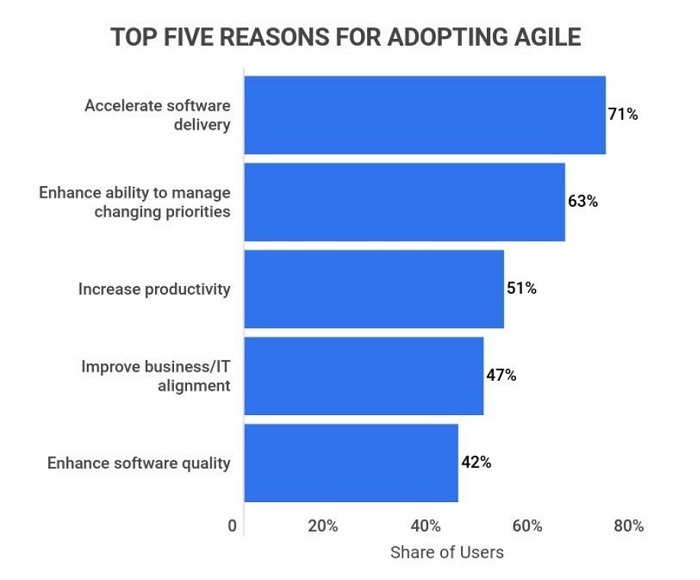 TOP FIVE REASONS FOR ADOPTING AGILE
Accelerate software
delivery
71%
Enhance ability to manage
changing priorities
63%
Increase productivity
51%
Improve business/IT
alignment
47%
Enhance software quality
42%
0 20% 40% 60% 80%
Share of Users